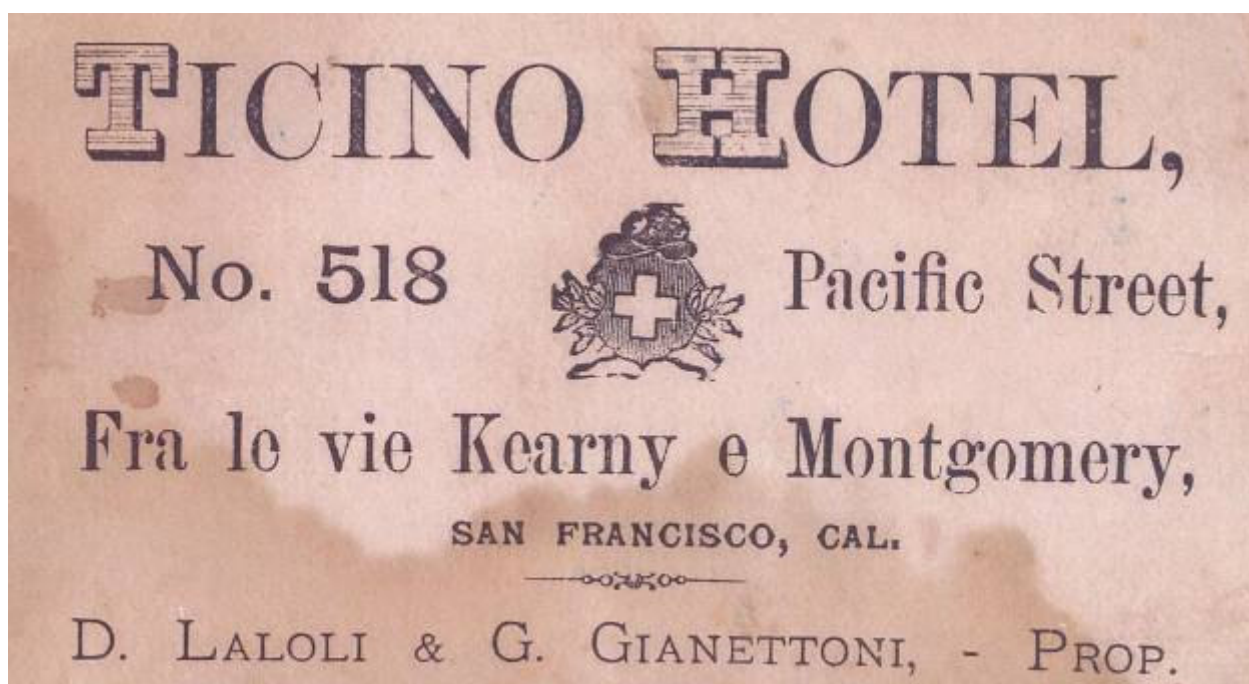 TICINO HOTEL,
No. 518 Pacific Street,
Fra le vie Kearny e Montgomery,
SAN FRANCISCO, CAL.
D. LALOLI & G. GIANETTONI, - PROP.